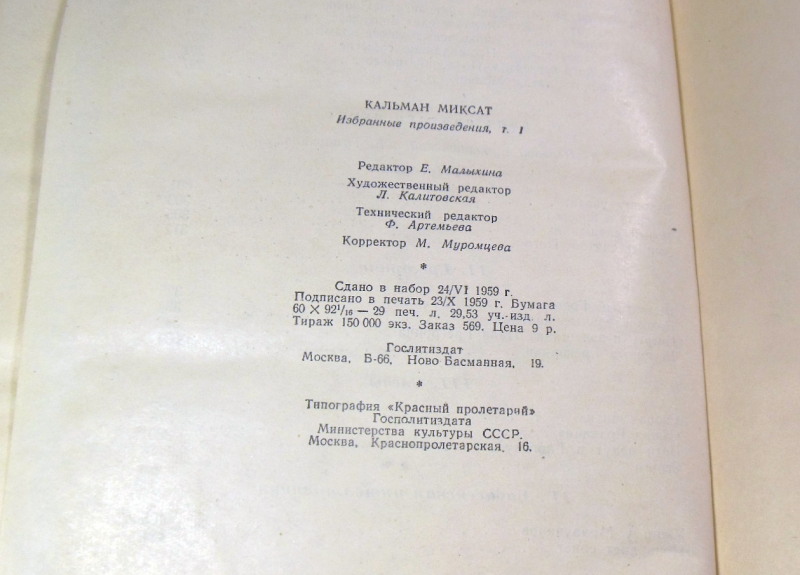 КАЛЬМАН МИКСАТ
Избранные произведения, т. 1
Редактор Е. Малыхина
Художественный редактор
Л. Калитовская
Технический редактор
Ф. Артемьева
Корректор М. Муромцева
*
Сдано в набор 24/VI 1959 г.
Подписано в печать 23/X 1959 г. Бумага
60 × 92¹/₁₆ — 29 печ. л. 29,53 уч.-изд. л.
Тираж 150 000 экз. Заказ 569. Цена 9 р.
Гослитиздат
Москва, Б-66, Ново-Басманная, 19.
*
Типография «Красный пролетарий»
Госполитиздата
Министерства культуры СССР.
Москва, Краснопролетарская, 16.